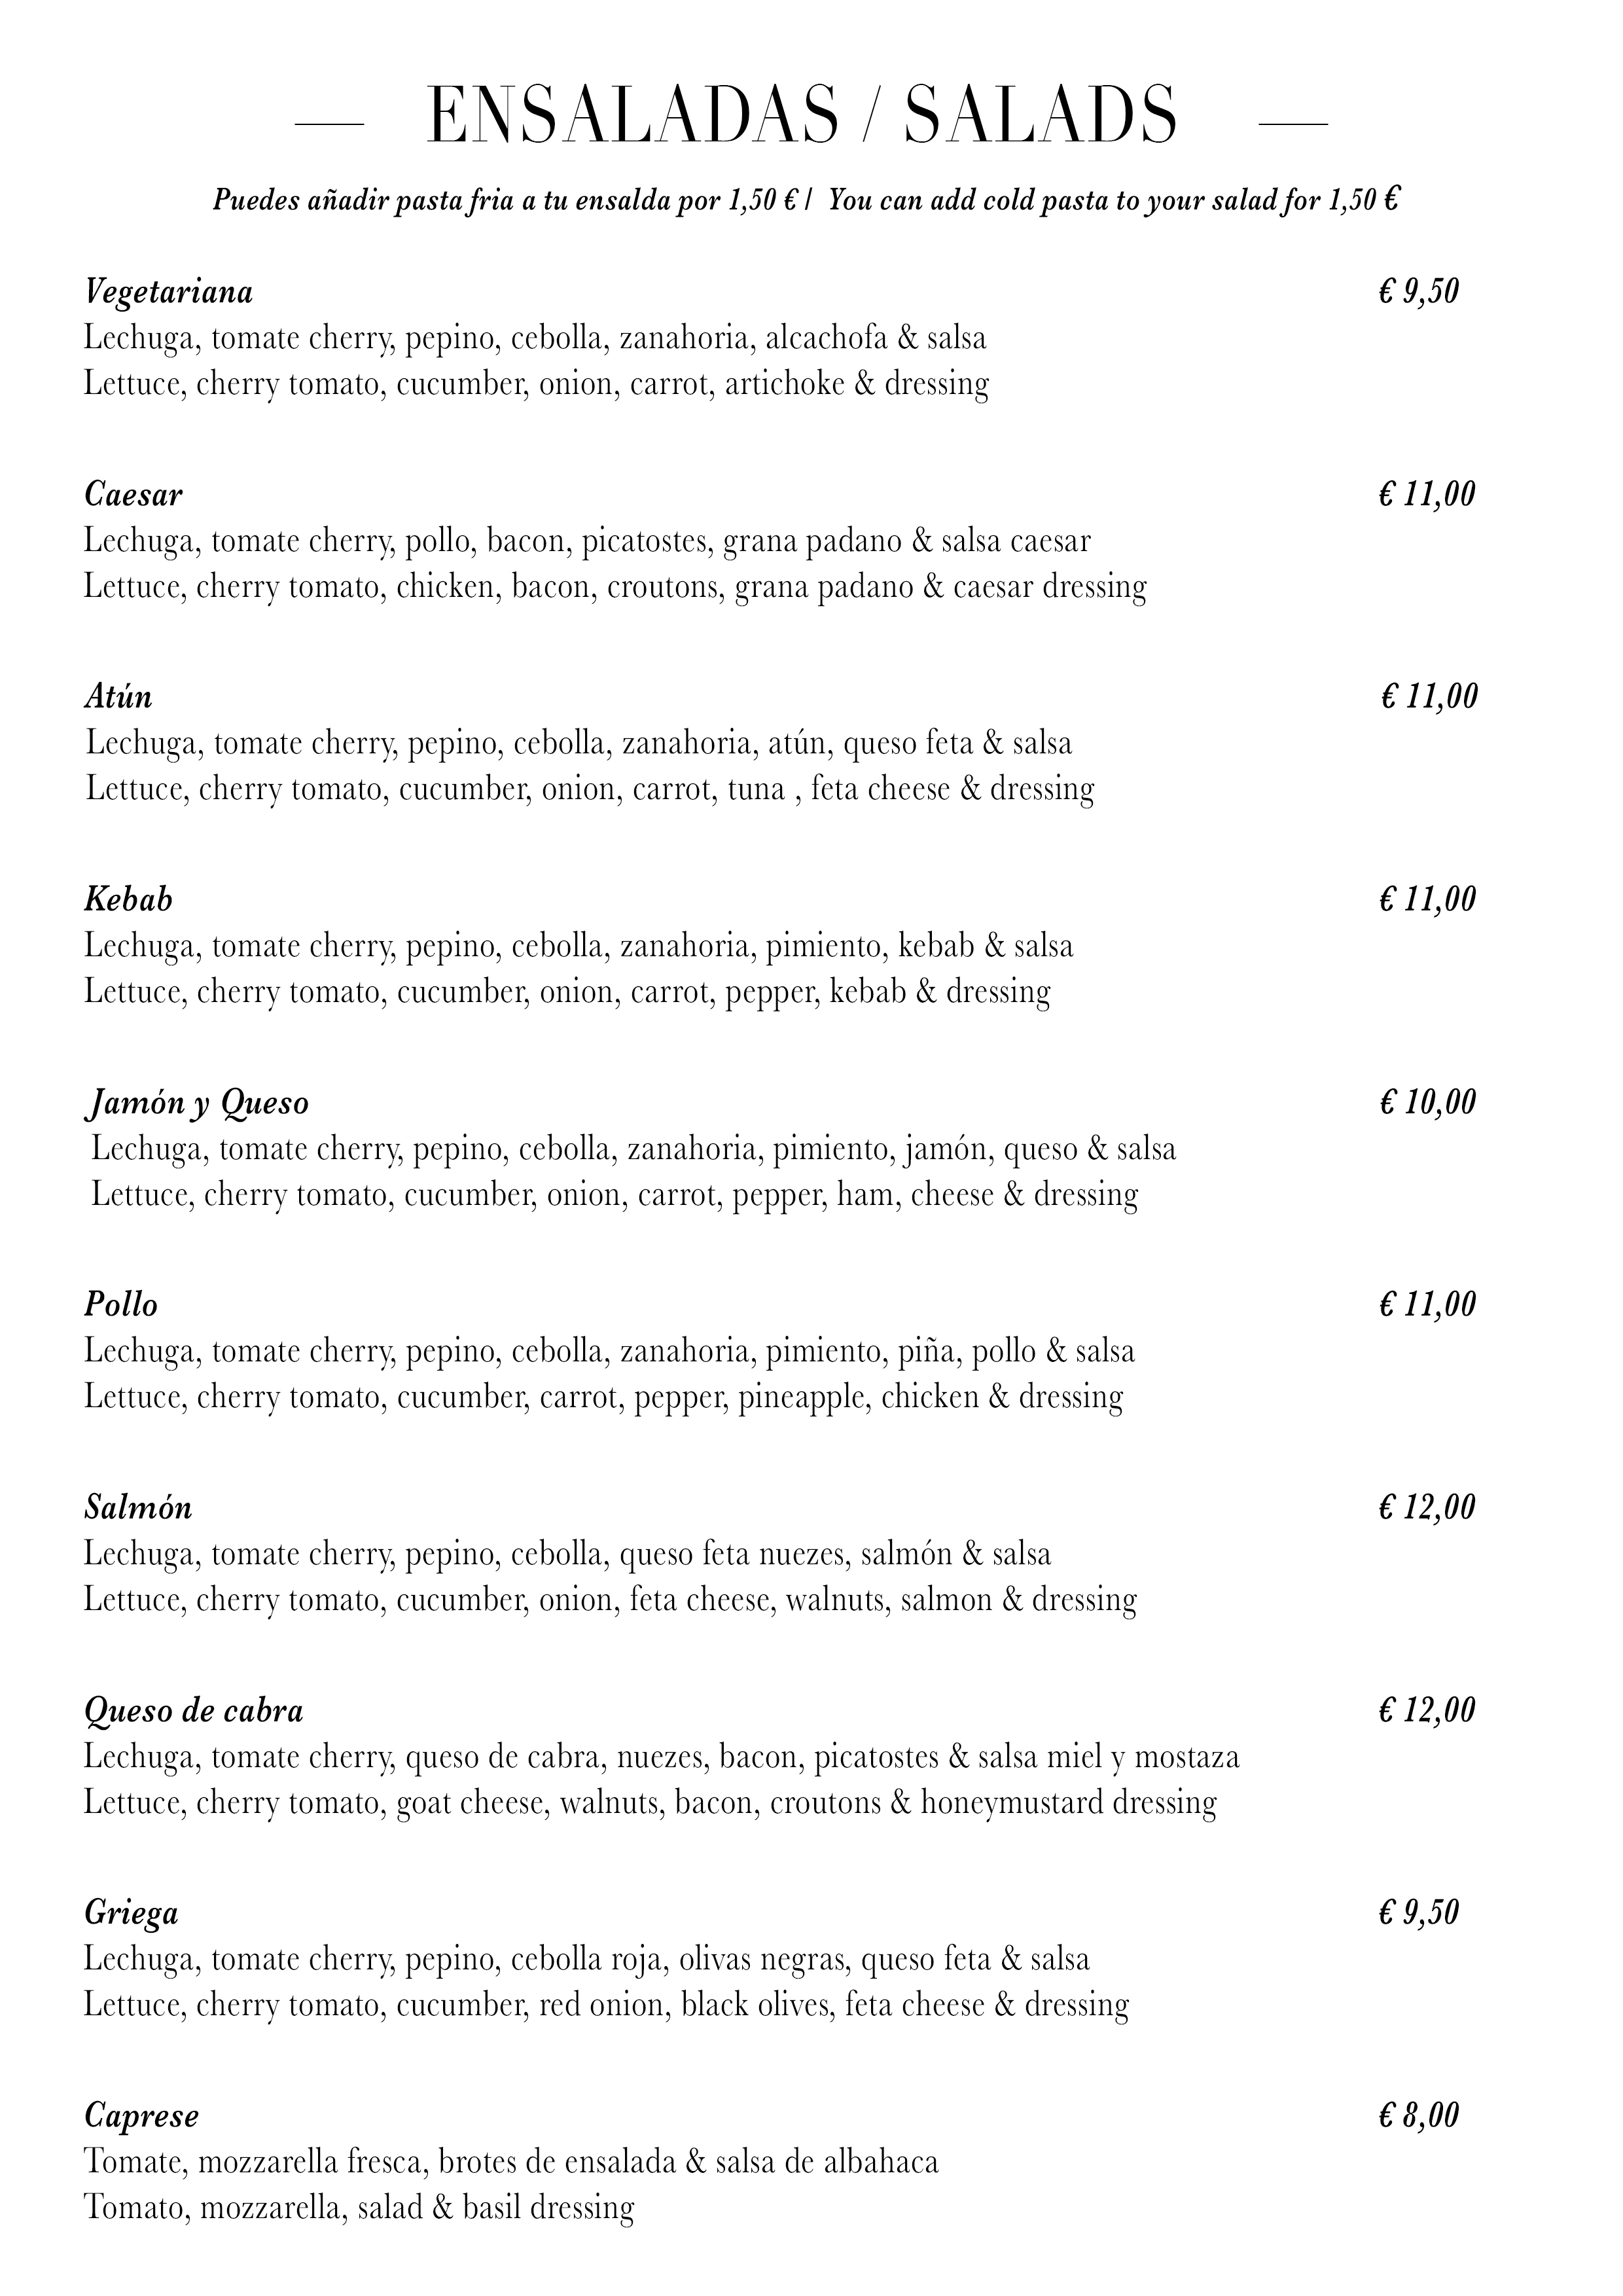 ENSALADAS / SALADS
Puedes añadir pasta fria a tu ensalda por 1,50 € / You can add cold pasta to your salad for 1,50 €
Vegetariana € 9,50
Lechuga, tomate cherry, pepino, cebolla, zanahoria, alcachofa & salsa
Lettuce, cherry tomato, cucumber, onion, carrot, artichoke & dressing
Caesar € 11,00
Lechuga, tomate cherry, pollo, bacon, picatostes, grana padano & salsa caesar
Lettuce, cherry tomato, chicken, bacon, croutons, grana padano & caesar dressing
Atún € 11,00
Lechuga, tomate cherry, pepino, cebolla, zanahoria, atún, queso feta & salsa
Lettuce, cherry tomato, cucumber, onion, carrot, tuna , feta cheese & dressing
Kebab € 11,00
Lechuga, tomate cherry, pepino, cebolla, zanahoria, pimiento, kebab & salsa
Lettuce, cherry tomato, cucumber, onion, carrot, pepper, kebab & dressing
Jamón y Queso € 10,00
Lechuga, tomate cherry, pepino, cebolla, zanahoria, pimiento, jamón, queso & salsa
Lettuce, cherry tomato, cucumber, onion, carrot, pepper, ham, cheese & dressing
Pollo € 11,00
Lechuga, tomate cherry, pepino, cebolla, zanahoria, pimiento, piña, pollo & salsa
Lettuce, cherry tomato, cucumber, carrot, pepper, pineapple, chicken & dressing
Salmón € 12,00
Lechuga, tomate cherry, pepino, cebolla, queso feta nuezes, salmón & salsa
Lettuce, cherry tomato, cucumber, onion, feta cheese, walnuts, salmon & dressing
Queso de cabra € 12,00
Lechuga, tomate cherry, queso de cabra, nuezes, bacon, picatostes & salsa miel y mostaza
Lettuce, cherry tomato, goat cheese, walnuts, bacon, croutons & honeymustard dressing
Griega € 9,50
Lechuga, tomate cherry, pepino, cebolla roja, olivas negras, queso feta & salsa
Lettuce, cherry tomato, cucumber, red onion, black olives, feta cheese & dressing
Caprese € 8,00
Tomate, mozzarella fresca, brotes de ensalada & salsa de albahaca
Tomato, mozzarella, salad & basil dressing